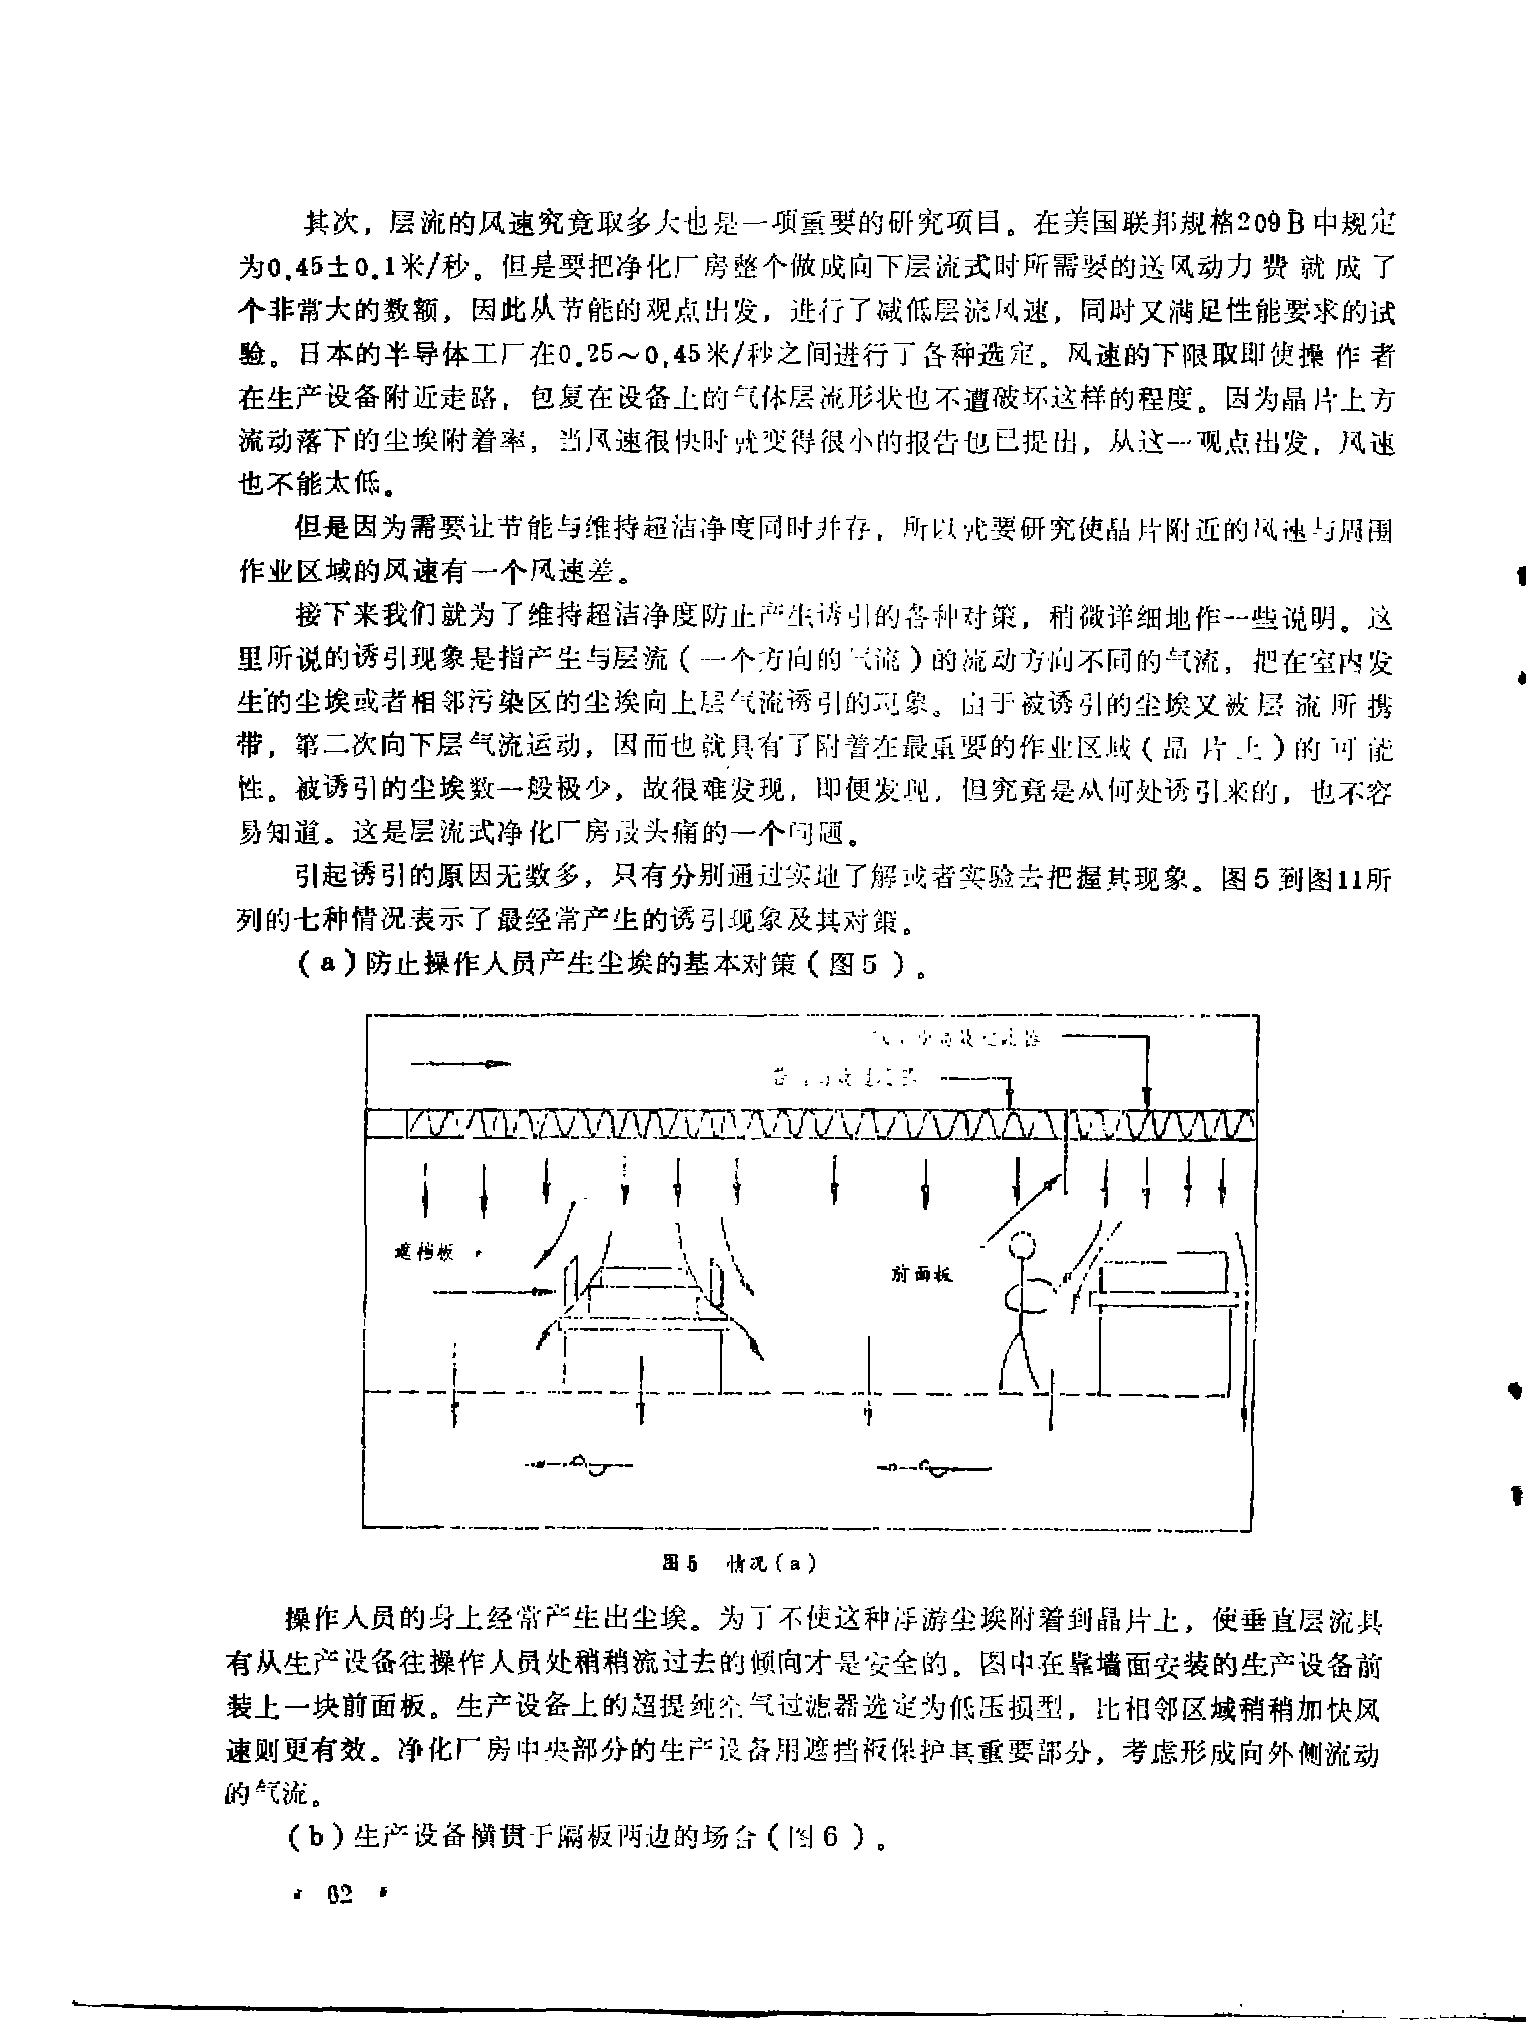 其次，层流的风速究竟取多大也是一项重要的研究项目。在美国联邦规格209B中规定
为0.45±0.1米/秒。但是要把净化厂房整个做成向下层流式时所需要的送风动力费就成了
个非常大的数额，因此从节能的观点出发，进行了减低层流风速，同时又满足性能要求的试
验。日本的半导体工厂在0.25～0.45米/秒之间进行了各种选定。风速的下限取即使操作者
在生产设备附近走路，包复在设备上的气体层流形状也不遭破坏这样的程度。因为晶片上方
流动落下的尘埃附着率，当风速很快时就变得很小的报告也已提出，从这一观点出发，风速
也不能太低。
但是因为需要让节能与维持超洁净度同时并存，所以就要研究使晶片附近的风速与周围
作业区域的风速有一个风速差。
接下来我们就为了维持超洁净度防止产生诱引的各种对策，稍微详细地作一些说明。这
里所说的诱引现象是指产生与层流（一个方向的气流）的流动方向不同的气流，把在室内发
生的尘埃或者相邻污染区的尘埃向上层气流诱引的现象。由于被诱引的尘埃又被层流所携
带，第二次向下层气流运动，因而也就具有了附着在最重要的作业区域（晶片上）的可能
性。被诱引的尘埃数一般极少，故很难发现，即便发现，但究竟是从何处诱引来的，也不容
易知道。这是层流式净化厂房最头痛的一个问题。
引起诱引的原因无数多，只有分别通过实地了解或者实验去把握其现象。图5到图11所
列的七种情况表示了最经常产生的诱引现象及其对策。
（a）防止操作人员产生尘埃的基本对策（图5）。
遮挡板
前面板
图5 情况（a）
操作人员的身上经常产生出尘埃。为了不使这种浮游尘埃附着到晶片上，使垂直层流具
有从生产设备往操作人员处稍稍流过去的倾向才是安全的。图中在靠墙面安装的生产设备前
装上一块前面板。生产设备上的超提纯空气过滤器选定为低压损型，比相邻区域稍稍加快风
速则更有效。净化厂房中央部分的生产设备用遮挡板保护其重要部分，考虑形成向外侧流动
的气流。
（b）生产设备横贯于隔板两边的场合（图6）。
· 62 ·